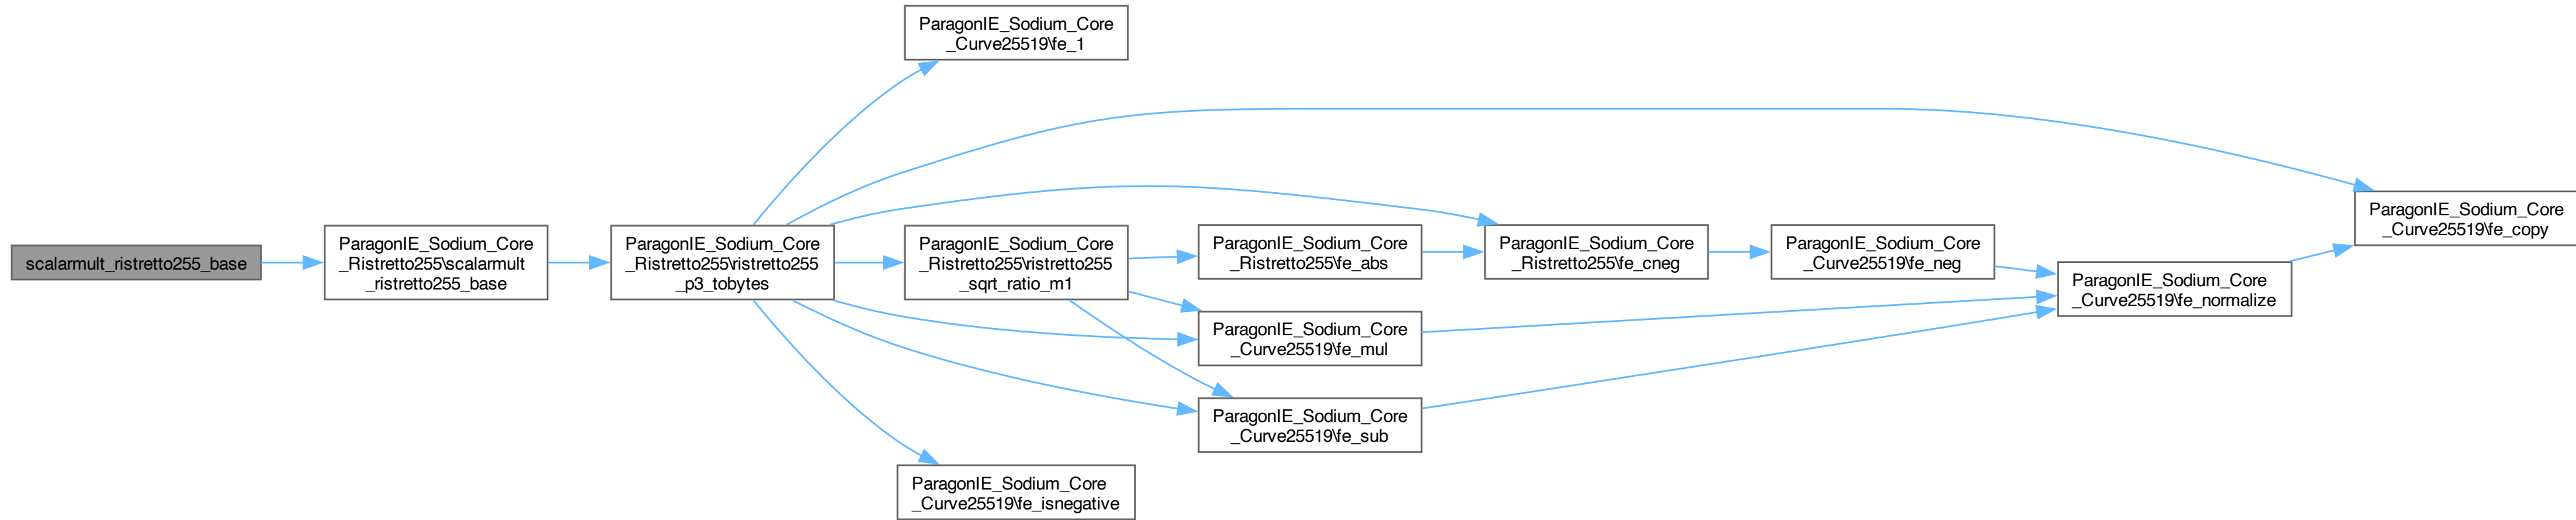 ParagonIE_Sodium_Core
_Curve25519\fe_1
scalarmult_ristretto255_base
ParagonIE_Sodium_Core
_Ristretto255\scalarmult
_ristretto255_base
ParagonIE_Sodium_Core
_Ristretto255\ristretto255
_p3_tobytes
ParagonIE_Sodium_Core
_Ristretto255\ristretto255
_sqrt_ratio_m1
ParagonIE_Sodium_Core
_Ristretto255\fe_abs
ParagonIE_Sodium_Core
_Ristretto255\fe_cneg
ParagonIE_Sodium_Core
_Curve25519\fe_neg
ParagonIE_Sodium_Core
_Curve25519\fe_normalize
ParagonIE_Sodium_Core
_Curve25519\fe_copy
ParagonIE_Sodium_Core
_Curve25519\fe_mul
ParagonIE_Sodium_Core
_Curve25519\fe_sub
ParagonIE_Sodium_Core
_Curve25519\fe_isnegative